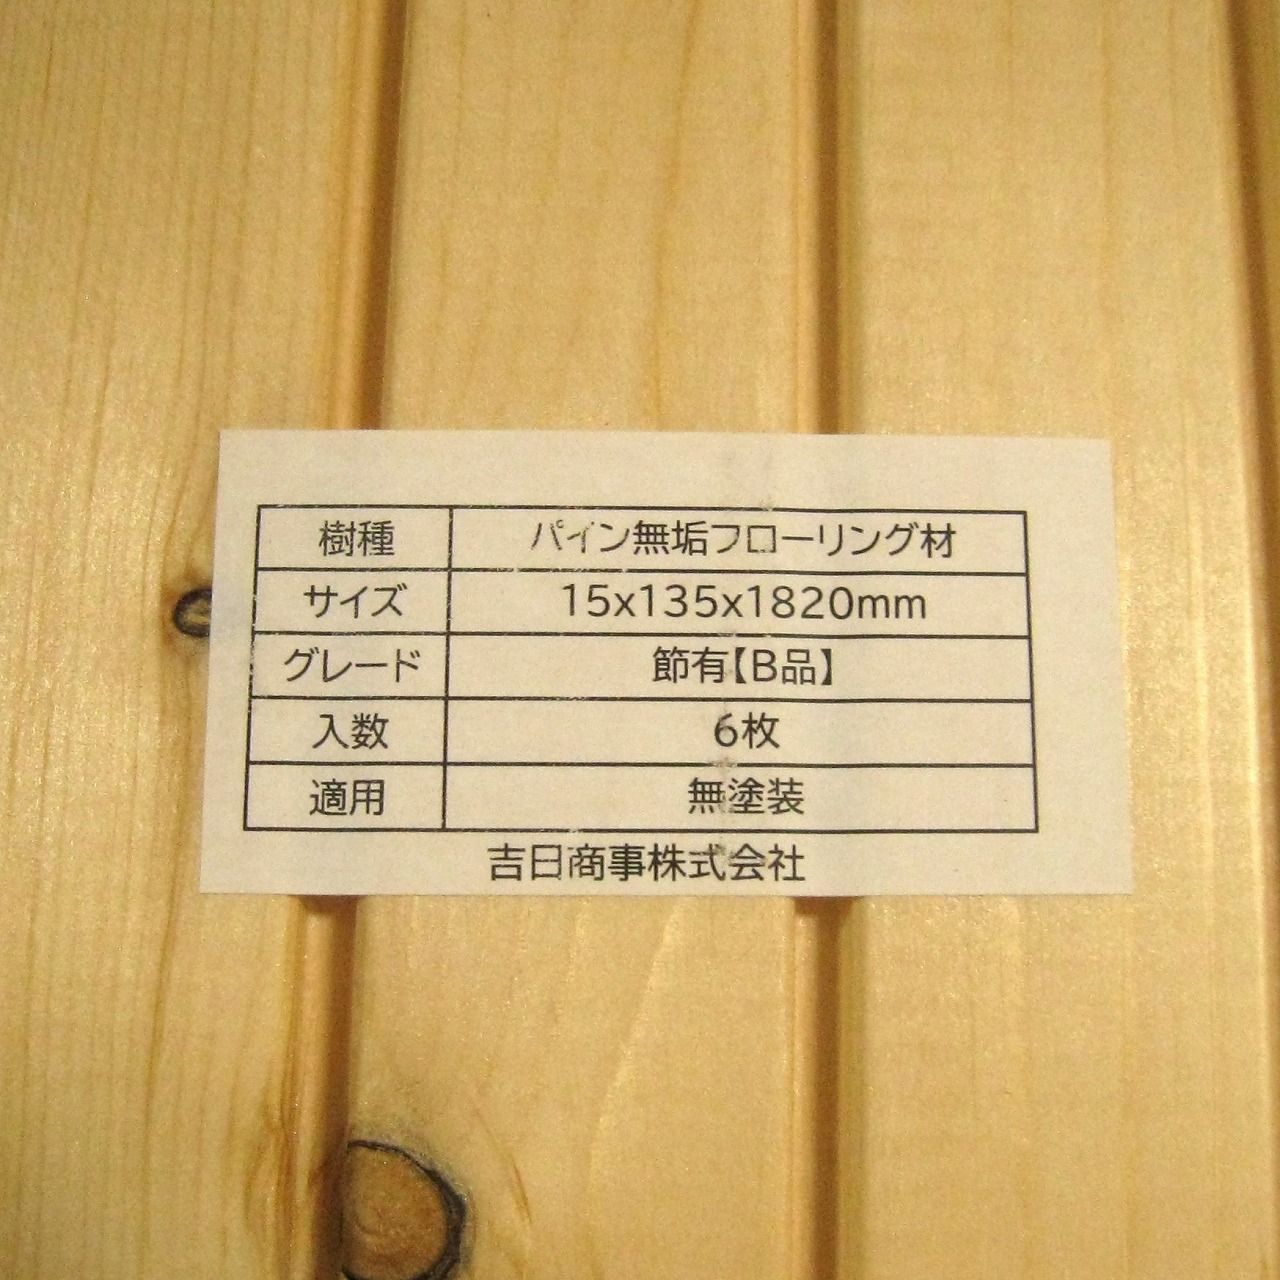 樹種 パイン無垢フローリング材
サイズ 15x135x1820mm
グレード 節有【B品】
入数 6枚
適用 無塗装
吉日商事株式会社